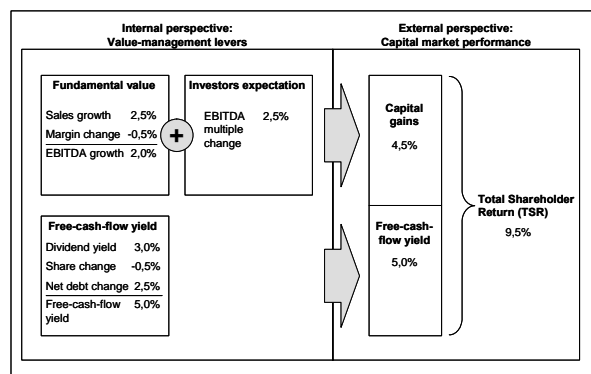 Internal perspective:
Value-management levers
External perspective:
Capital market performance
Fundamental value
Sales growth 2,5%
Margin change -0,5%
EBITDA growth 2,0%
+
Investors expectation
EBITDA 2,5%
multiple
change
Capital
gains
4,5%
Free-cash-flow yield
Dividend yield 3,0%
Share change -0,5%
Net debt change 2,5%
Free-cash-flow 5,0%
yield
Free-cash-
flow yield
5,0%
Total Shareholder
Return (TSR)
9,5%